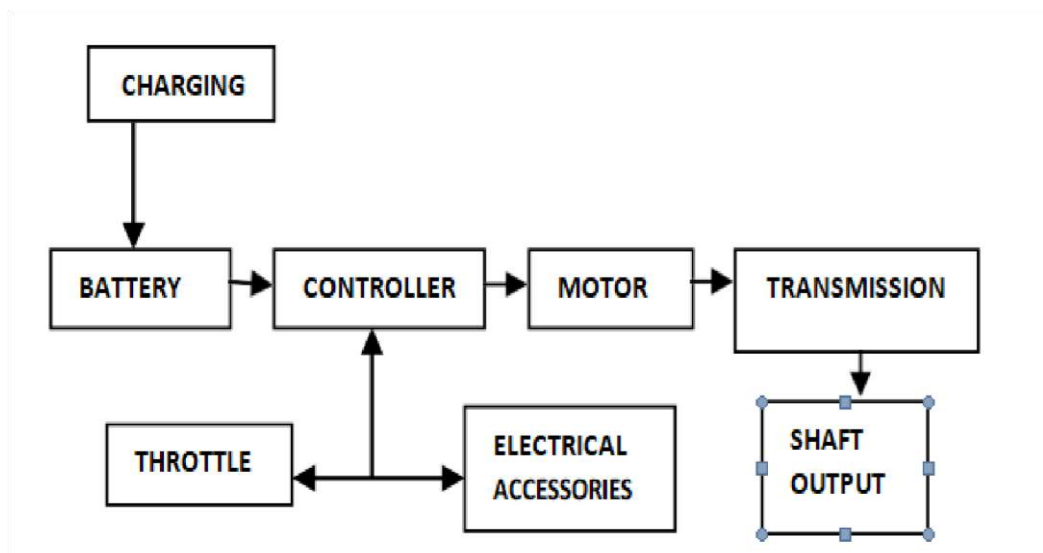 CHARGING
BATTERY
CONTROLLER
MOTOR
TRANSMISSION
THROTTLE
ELECTRICAL
ACCESSORIES
SHAFT
OUTPUT